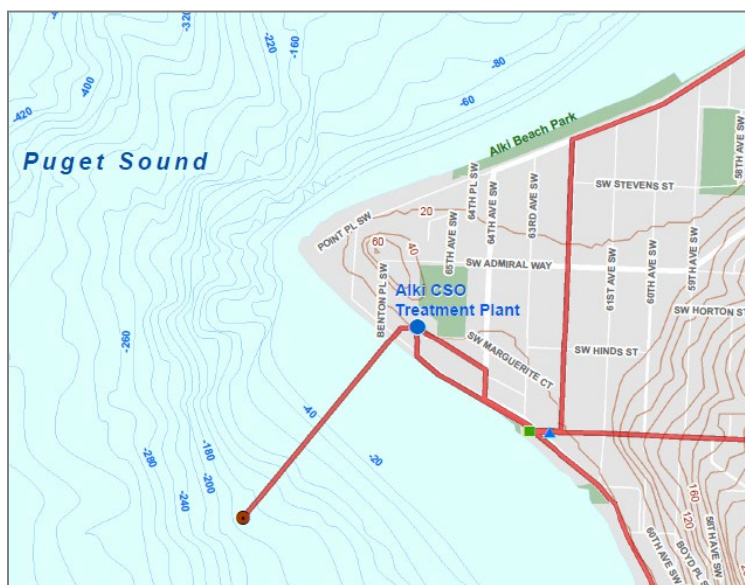 -320
-220
-160
-400
-420
-80
-60
Puget Sound
Alki Beach Park
58TH AVE SW
SW STEVENS ST
64TH PL SW
64TH AVE SW
63RD AVE SW
65TH AVE SW
20
POINT PL SW
60
40
SW ADMIRAL WAY
61ST AVE SW
60TH AVE SW
59TH AVE SW
BENTON PL SW
Alki CSO
Treatment Plant
SW HORTON ST
-260
SW MARGUERITE CT
SW HINDS ST
-40
-20
-280
-180
-200
-240
160
120
60TH AVE SW
BOYD PL S
56TH AVE SW